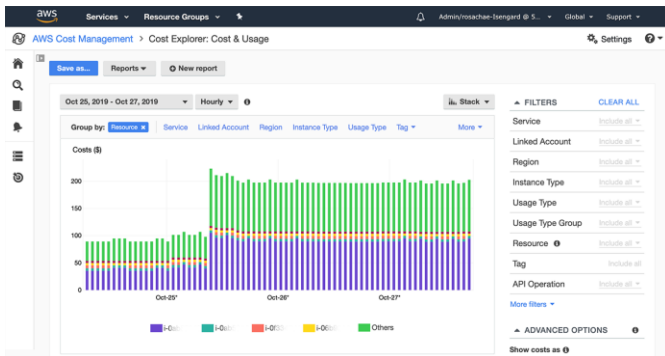 aws Services Resource Groups Admin/rosachae-Isengard @ 5... Global Support
AWS Cost Management > Cost Explorer: Cost & Usage Settings
Save as... Reports New report
Oct 25, 2019 - Oct 27, 2019 Hourly Stack
Group by: Resource × Service Linked Account Region Instance Type Usage Type Tag More
Costs ($)
200
150
100
50
0
Oct-25* Oct-26* Oct-27*
Others
FILTERS CLEAR ALL
Service Include all
Linked Account Include all
Region Include all
Instance Type Include all
Usage Type Include all
Usage Type Group Include all
Resource Include all
Tag Include all
API Operation Include all
More filters
ADVANCED OPTIONS
Show costs as